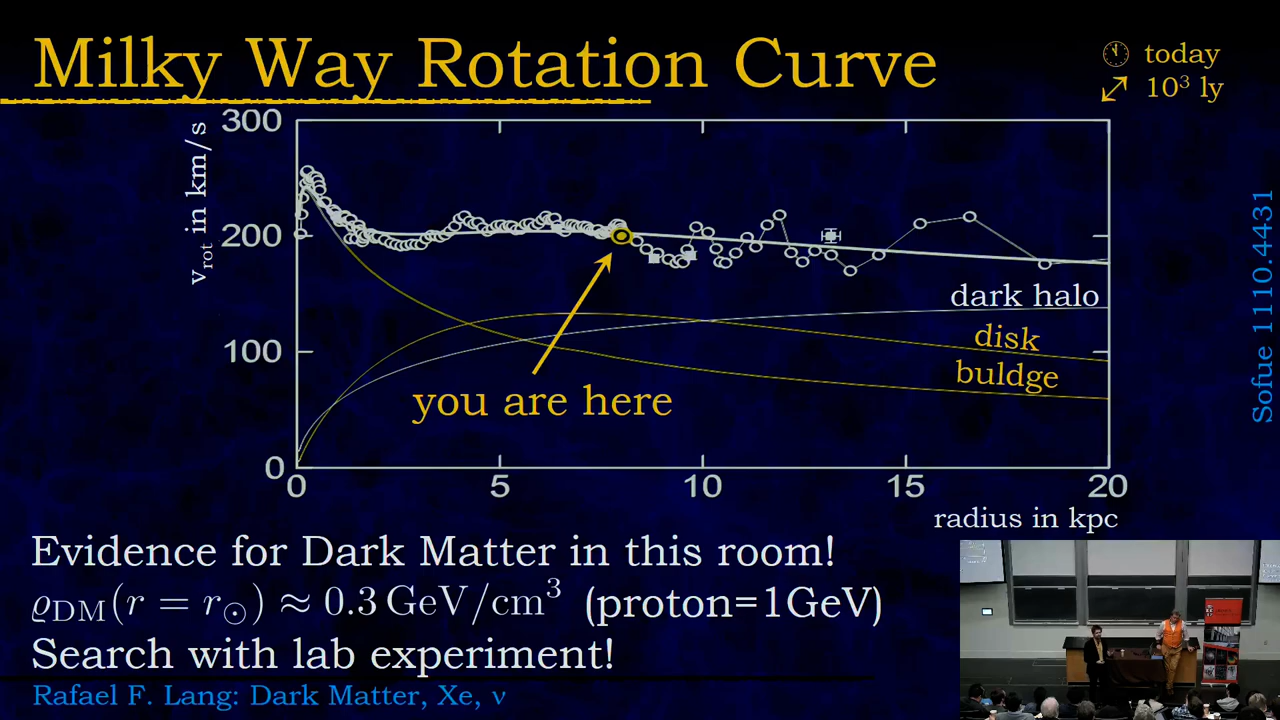 Milky Way Rotation Curve
today
10³ ly
v_rot in km/s
300
200
100
0
0 5 10 15 20
radius in kpc
dark halo
disk
buldge
you are here
Sofue 1110.4431
Evidence for Dark Matter in this room!
ϱ_DM(r = r_⊙) ≈ 0.3 GeV/cm³ (proton=1GeV)
Search with lab experiment!
Rafael F. Lang: Dark Matter, Xe, ν